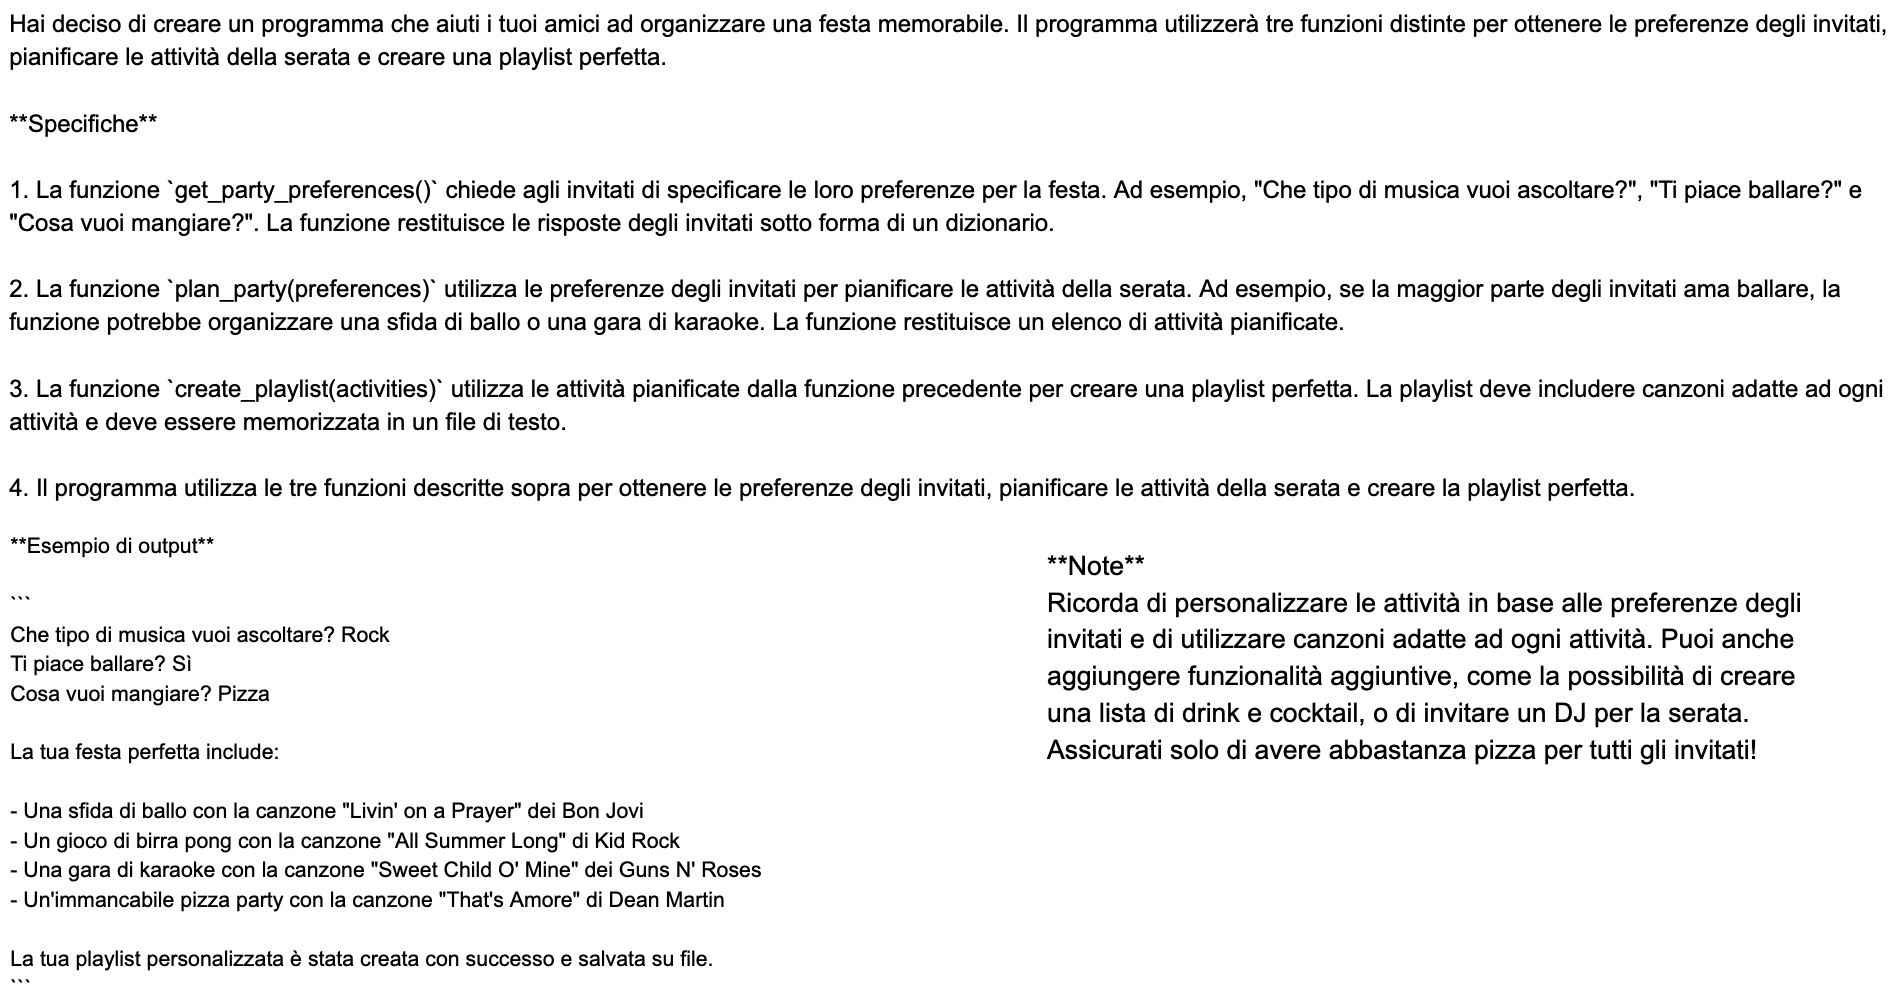 Hai deciso di creare un programma che aiuti i tuoi amici ad organizzare una festa memorabile. Il programma utilizzerà tre funzioni distinte per ottenere le preferenze degli invitati,
pianificare le attività della serata e creare una playlist perfetta.
**Specifiche**
1. La funzione `get_party_preferences()` chiede agli invitati di specificare le loro preferenze per la festa. Ad esempio, "Che tipo di musica vuoi ascoltare?", "Ti piace ballare?" e
"Cosa vuoi mangiare?". La funzione restituisce le risposte degli invitati sotto forma di un dizionario.
2. La funzione `plan_party(preferences)` utilizza le preferenze degli invitati per pianificare le attività della serata. Ad esempio, se la maggior parte degli invitati ama ballare, la
funzione potrebbe organizzare una sfida di ballo o una gara di karaoke. La funzione restituisce un elenco di attività pianificate.
3. La funzione `create_playlist(activities)` utilizza le attività pianificate dalla funzione precedente per creare una playlist perfetta. La playlist deve includere canzoni adatte ad ogni
attività e deve essere memorizzata in un file di testo.
4. Il programma utilizza le tre funzioni descritte sopra per ottenere le preferenze degli invitati, pianificare le attività della serata e creare la playlist perfetta.
**Esempio di output**
```
Che tipo di musica vuoi ascoltare? Rock
Ti piace ballare? Sì
Cosa vuoi mangiare? Pizza
La tua festa perfetta include:
- Una sfida di ballo con la canzone "Livin' on a Prayer" dei Bon Jovi
- Un gioco di birra pong con la canzone "All Summer Long" di Kid Rock
- Una gara di karaoke con la canzone "Sweet Child O' Mine" dei Guns N' Roses
- Un'immancabile pizza party con la canzone "That's Amore" di Dean Martin
La tua playlist personalizzata è stata creata con successo e salvata su file.
```
**Note**
Ricorda di personalizzare le attività in base alle preferenze degli
invitati e di utilizzare canzoni adatte ad ogni attività. Puoi anche
aggiungere funzionalità aggiuntive, come la possibilità di creare
una lista di drink e cocktail, o di invitare un DJ per la serata.
Assicurati solo di avere abbastanza pizza per tutti gli invitati!